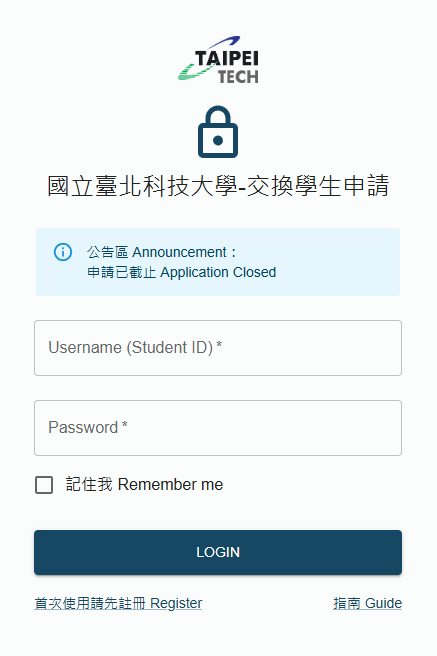 TAIPEI
TECH
國立臺北科技大學-交換學生申請
公告區 Announcement：
申請已截止 Application Closed
Username (Student ID) *
Password *
記住我 Remember me
LOGIN
首次使用請先註冊 Register
指南 Guide